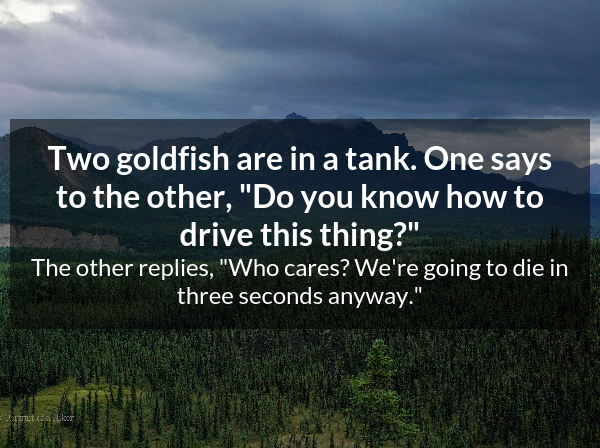 Two goldfish are in a tank. One says
to the other, "Do you know how to
drive this thing?"
The other replies, "Who cares? We're going to die in
three seconds anyway."